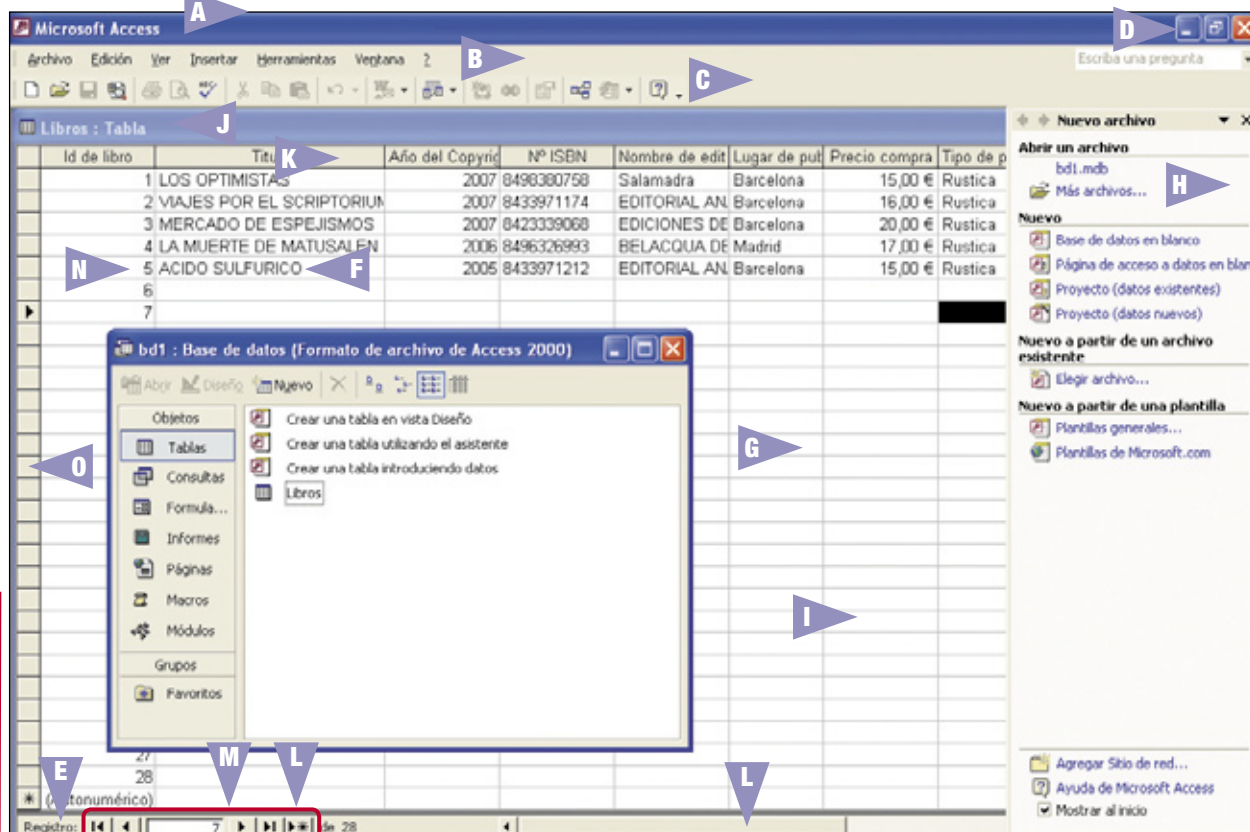 A
Microsoft Access
D
Archivo Edición Ver Insertar Herramientas Ventana ?
B
Escriba una pregunta
C
Libros : Tabla
J
Id de libro Títu Año del Copyrig Nº ISBN Nombre de edit Lugar de pub Precio compra Tipo de p
K
1 LOS OPTIMISTAS 2007 8498380758 Salamadra Barcelona 15,00 € Rustica
2 VIAJES POR EL SCRIPTORIUM 2007 8433971174 EDITORIAL AN Barcelona 16,00 € Rustica
3 MERCADO DE ESPEJISMOS 2007 8423339068 EDICIONES DE Barcelona 20,00 € Rustica
4 LA MUERTE DE MATUSALEN 2006 8496326993 BELACQUA DE Madrid 17,00 € Rustica
N 5 ACIDO SULFURICO F 2005 8433971212 EDITORIAL AN Barcelona 15,00 € Rustica
6
7
bd1 : Base de datos (Formato de archivo de Access 2000)
Abrir Diseño Nuevo
Objetos
Tablas
Consultas
Formula...
Informes
Páginas
Macros
Módulos
Grupos
Favoritos
Crear una tabla en vista Diseño
Crear una tabla utilizando el asistente
Crear una tabla introduciendo datos
Libros
O
G
I
27
28
(Autonumérico)
E
M
L
L
Registro: 7 de 28
Nuevo archivo
Abrir un archivo
bd1.mdb
H
Más archivos...
Nuevo
Base de datos en blanco
Página de acceso a datos en blan
Proyecto (datos existentes)
Proyecto (datos nuevos)
Nuevo a partir de un archivo
existente
Elegir archivo...
Nuevo a partir de una plantilla
Plantillas generales...
Plantillas de Microsoft.com
Agregar Sitio de red...
Ayuda de Microsoft Access
Mostrar al inicio